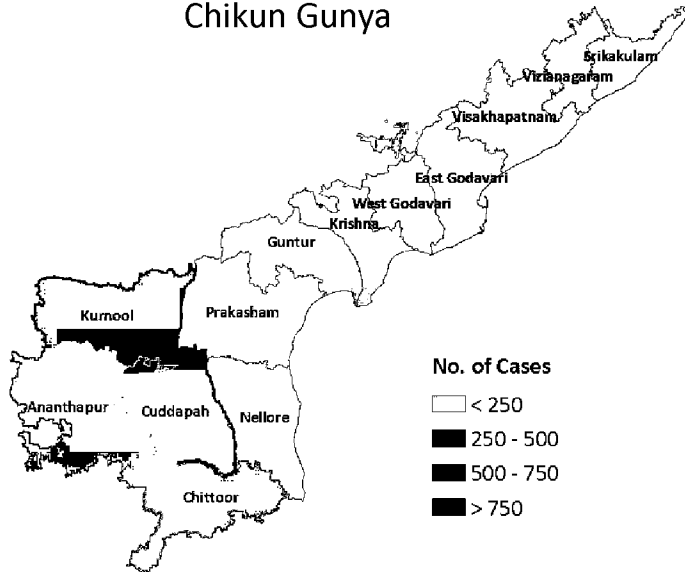 Chikun Gunya
Srikakulam
Vizianagaram
Visakhapatnam
East Godavari
West Godavari
Krishna
Guntur
Kurnool
Prakasham
Ananthapur
Cuddapah
Nellore
Chittoor
No. of Cases
< 250
250 - 500
500 - 750
> 750